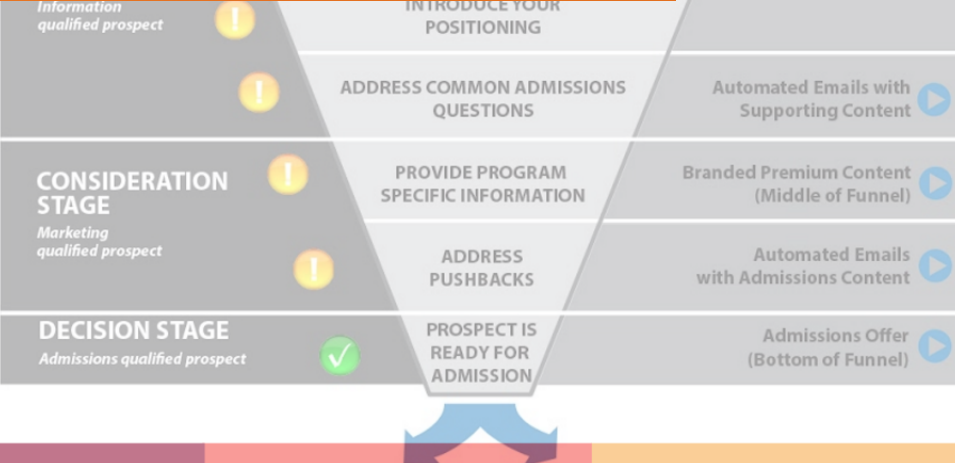 Information
qualified prospect
INTRODUCE YOUR
POSITIONING
ADDRESS COMMON ADMISSIONS
QUESTIONS
Automated Emails with
Supporting Content
CONSIDERATION
STAGE
Marketing
qualified prospect
PROVIDE PROGRAM
SPECIFIC INFORMATION
Branded Premium Content
(Middle of Funnel)
ADDRESS
PUSHBACKS
Automated Emails
with Admissions Content
DECISION STAGE
Admissions qualified prospect
PROSPECT IS
READY FOR
ADMISSION
Admissions Offer
(Bottom of Funnel)